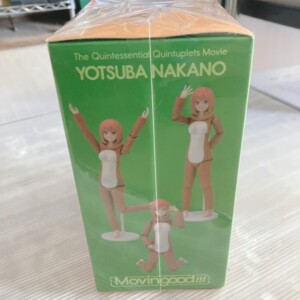 The Quintessential Quintuplets Movie
YOTSUBA NAKANO
Movingood!!!